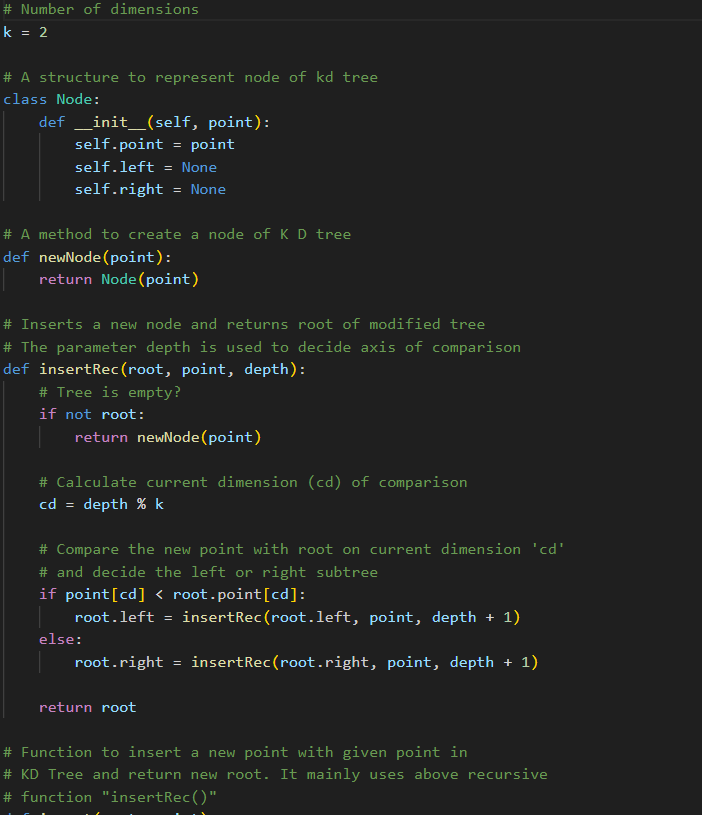 # Number of dimensions
k = 2
# A structure to represent node of kd tree
class Node:
    def __init__(self, point):
        self.point = point
        self.left = None
        self.right = None
# A method to create a node of K D tree
def newNode(point):
    return Node(point)
# Inserts a new node and returns root of modified tree
# The parameter depth is used to decide axis of comparison
def insertRec(root, point, depth):
    # Tree is empty?
    if not root:
        return newNode(point)
    # Calculate current dimension (cd) of comparison
    cd = depth % k
    # Compare the new point with root on current dimension 'cd'
    # and decide the left or right subtree
    if point[cd] < root.point[cd]:
        root.left = insertRec(root.left, point, depth + 1)
    else:
        root.right = insertRec(root.right, point, depth + 1)
    return root
# Function to insert a new point with given point in
# KD Tree and return new root. It mainly uses above recursive
# function "insertRec()"